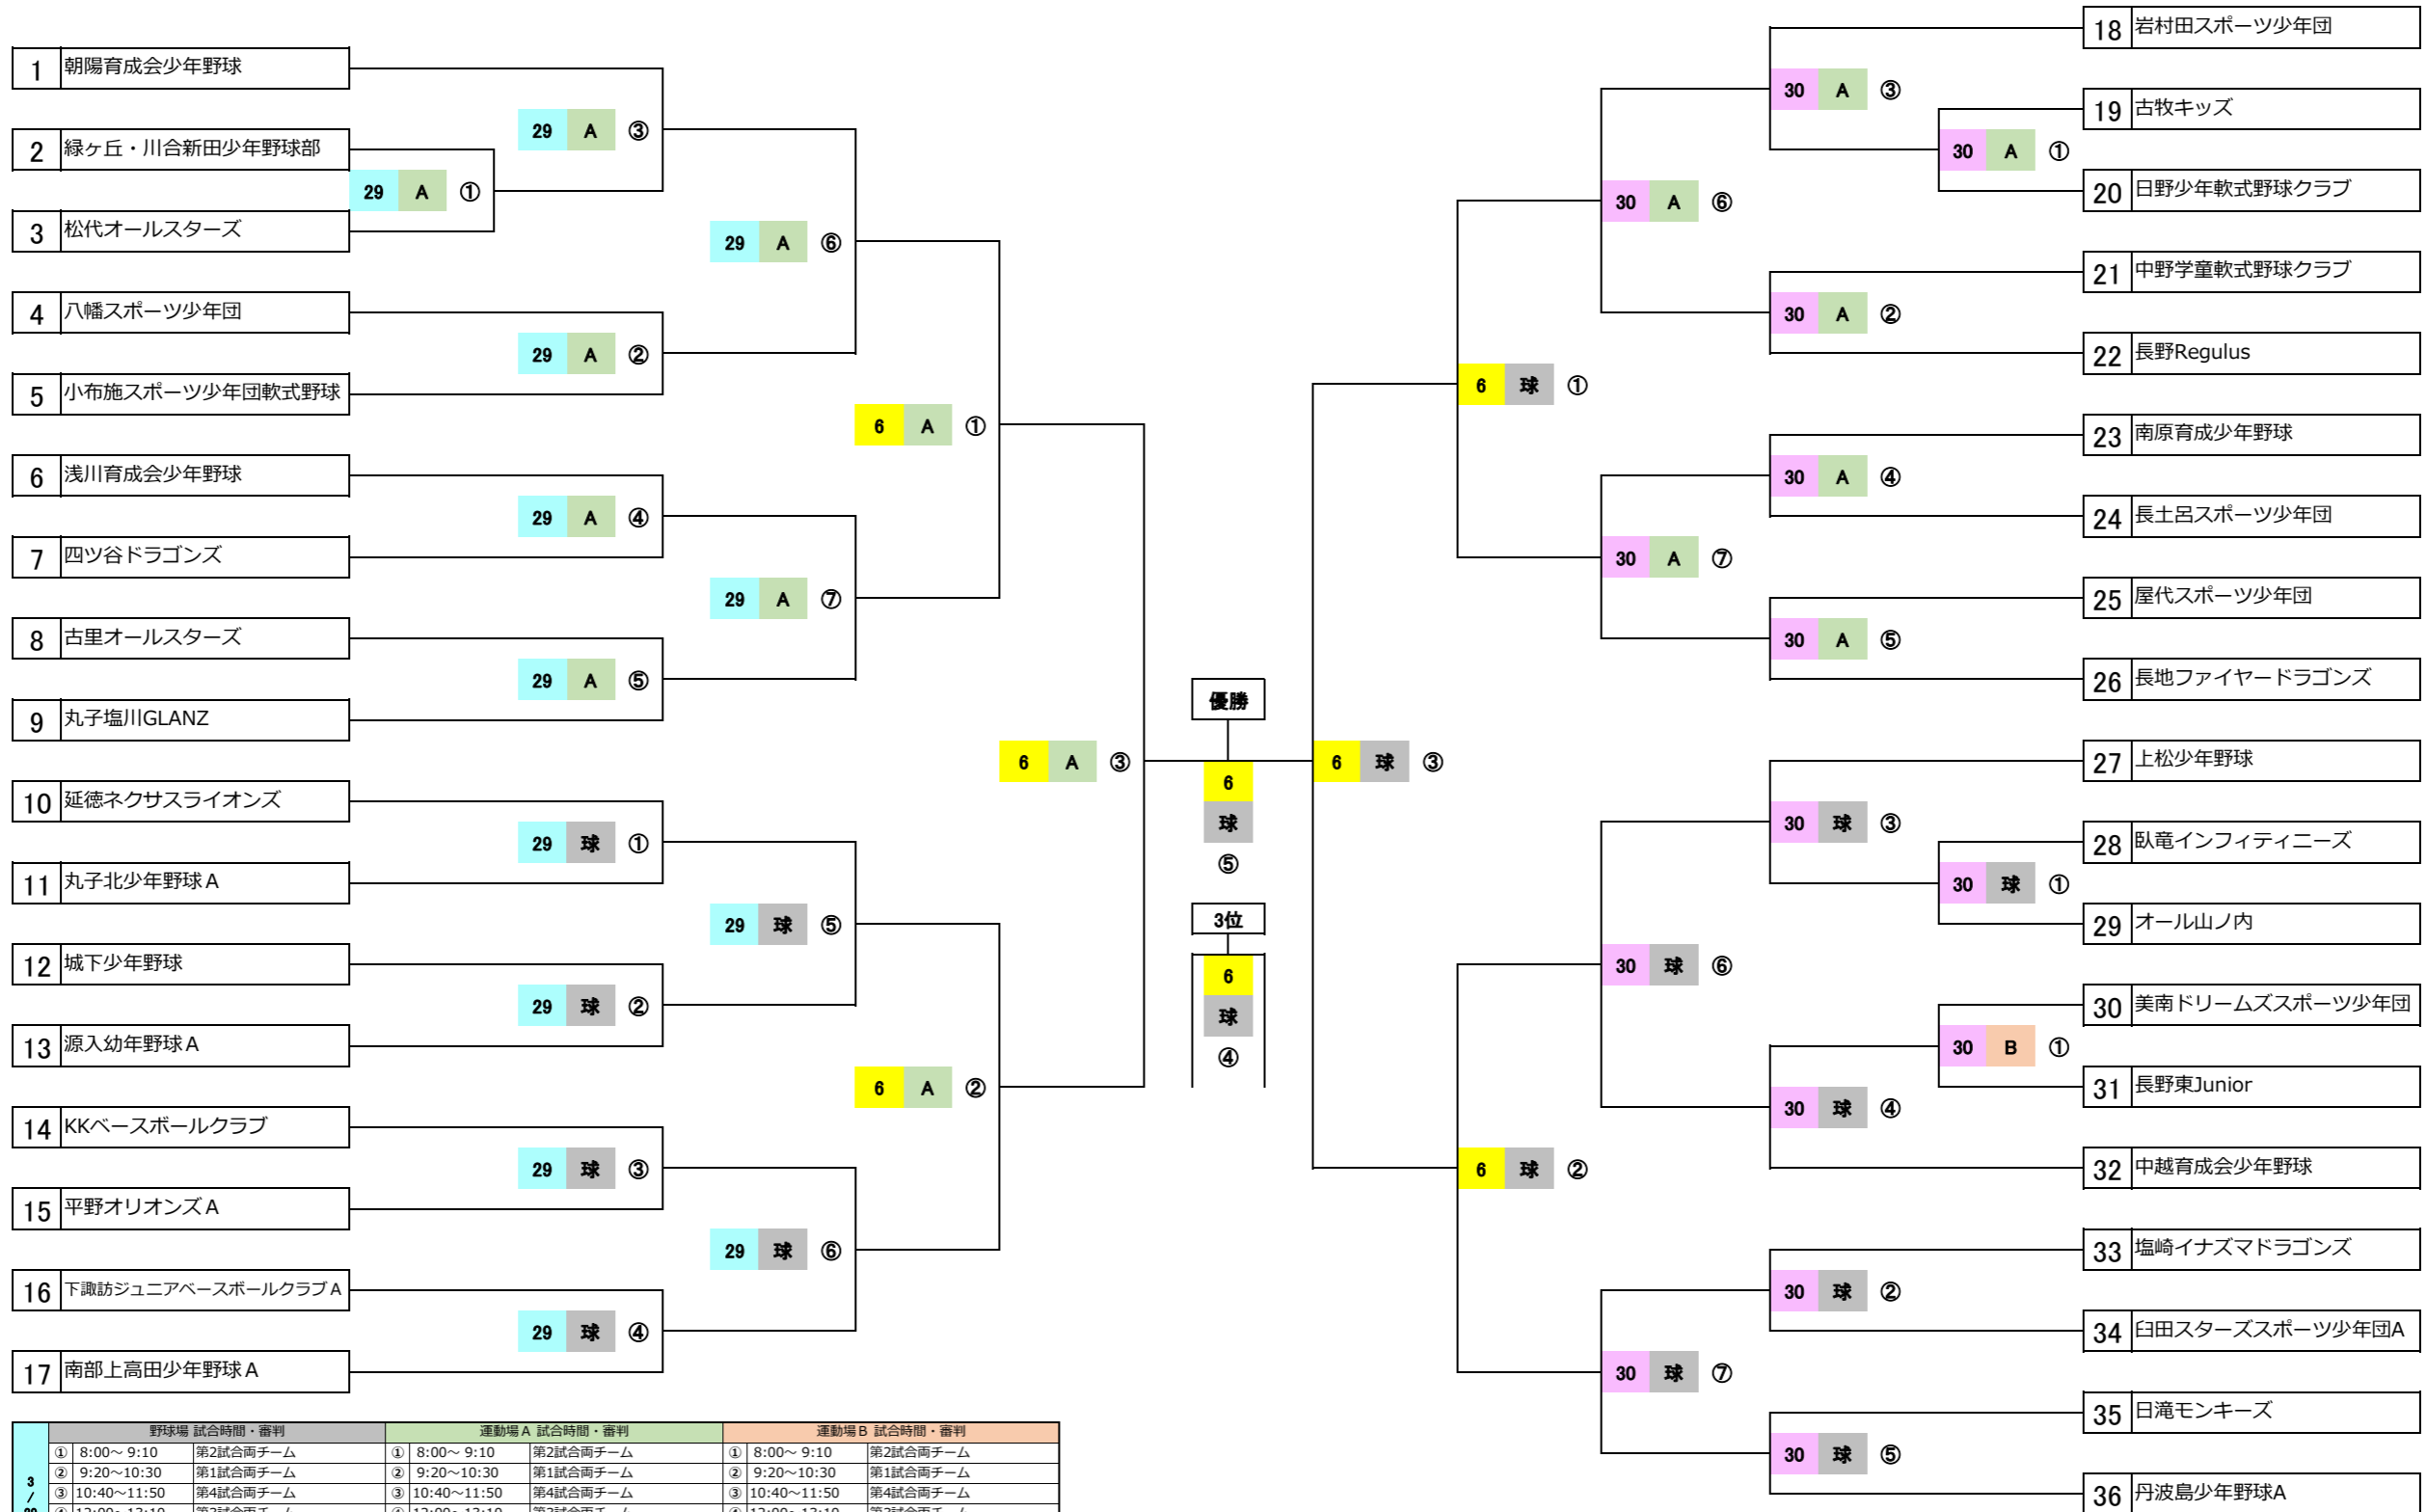 1 朝陽育成会少年野球
29 A ③
2 緑ヶ丘・川合新田少年野球部
29 A ①
3 松代オールスターズ
29 A ⑥
4 八幡スポーツ少年団
29 A ②
5 小布施スポーツ少年団軟式野球
6 A ①
6 浅川育成会少年野球
29 A ④
7 四ツ谷ドラゴンズ
29 A ⑦
8 古里オールスターズ
29 A ⑤
9 丸子塩川GLANZ
6 A ③
10 延徳ネクサスライオンズ
29 球 ①
11 丸子北少年野球A
29 球 ⑤
12 城下少年野球
29 球 ②
13 源入幼年野球A
6 A ②
14 KKベースボールクラブ
29 球 ③
15 平野オリオンズA
29 球 ⑥
16 下諏訪ジュニアベースボールクラブA
29 球 ④
17 南部上高田少年野球A
優勝
6
球
⑤
3位
6
球
④
18 岩村田スポーツ少年団
30 A ③
19 古牧キッズ
30 A ①
20 日野少年軟式野球クラブ
30 A ⑥
21 中野学童軟式野球クラブ
30 A ②
22 長野Regulus
6 球 ①
23 南原育成少年野球
30 A ④
24 長土呂スポーツ少年団
30 A ⑦
25 屋代スポーツ少年団
30 A ⑤
26 長地ファイヤードラゴンズ
6 球 ③
27 上松少年野球
30 球 ③
28 臥竜インフィティニーズ
30 球 ①
29 オール山ノ内
30 球 ⑥
30 美南ドリームズスポーツ少年団
30 B ①
31 長野東Junior
30 球 ④
32 中越育成会少年野球
6 球 ②
33 塩崎イナズマドラゴンズ
30 球 ②
34 臼田スターズスポーツ少年団A
30 球 ⑦
35 日滝モンキーズ
30 球 ⑤
36 丹波島少年野球A
野球場 試合時間・審判 運動場A 試合時間・審判 運動場B 試合時間・審判
① 8:00～ 9:10 第2試合両チーム ① 8:00～ 9:10 第2試合両チーム ① 8:00～ 9:10 第2試合両チーム
② 9:20～10:30 第1試合両チーム ② 9:20～10:30 第1試合両チーム ② 9:20～10:30 第1試合両チーム
3 / ③ 10:40～11:50 第4試合両チーム ③ 10:40～11:50 第4試合両チーム ③ 10:40～11:50 第4試合両チーム